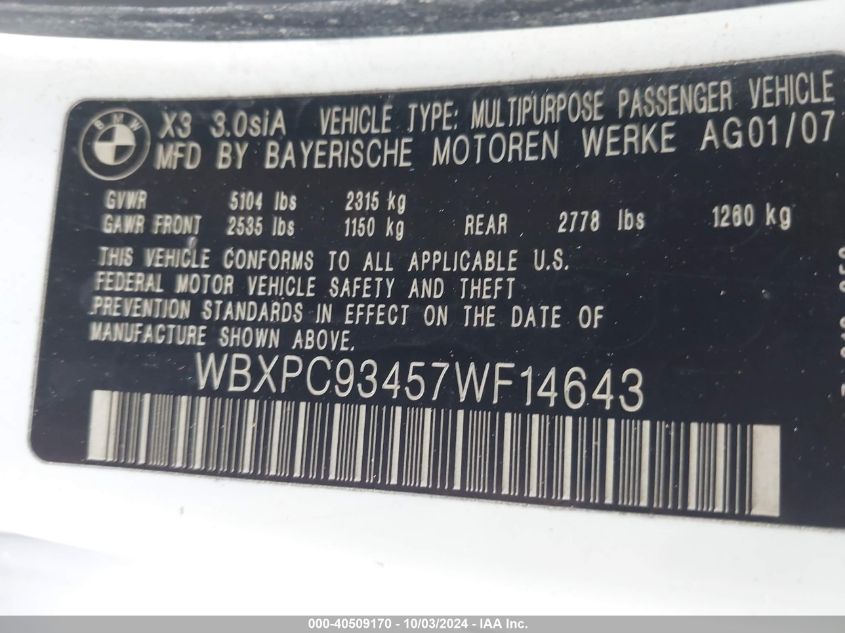 BMW
X3 3.0siA VEHICLE TYPE: MULTIPURPOSE PASSENGER VEHICLE
MFD BY BAYERISCHE MOTOREN WERKE AG01/07
GVWR 5104 lbs 2315 kg
GAWR FRONT 2535 lbs 1150 kg REAR 2778 lbs 1260 kg
THIS VEHICLE CONFORMS TO ALL APPLICABLE U.S.
FEDERAL MOTOR VEHICLE SAFETY AND THEFT
PREVENTION STANDARDS IN EFFECT ON THE DATE OF
MANUFACTURE SHOWN ABOVE.
WBXPC93457WF14643
000-40509170 - 10/03/2024 - IAA Inc.